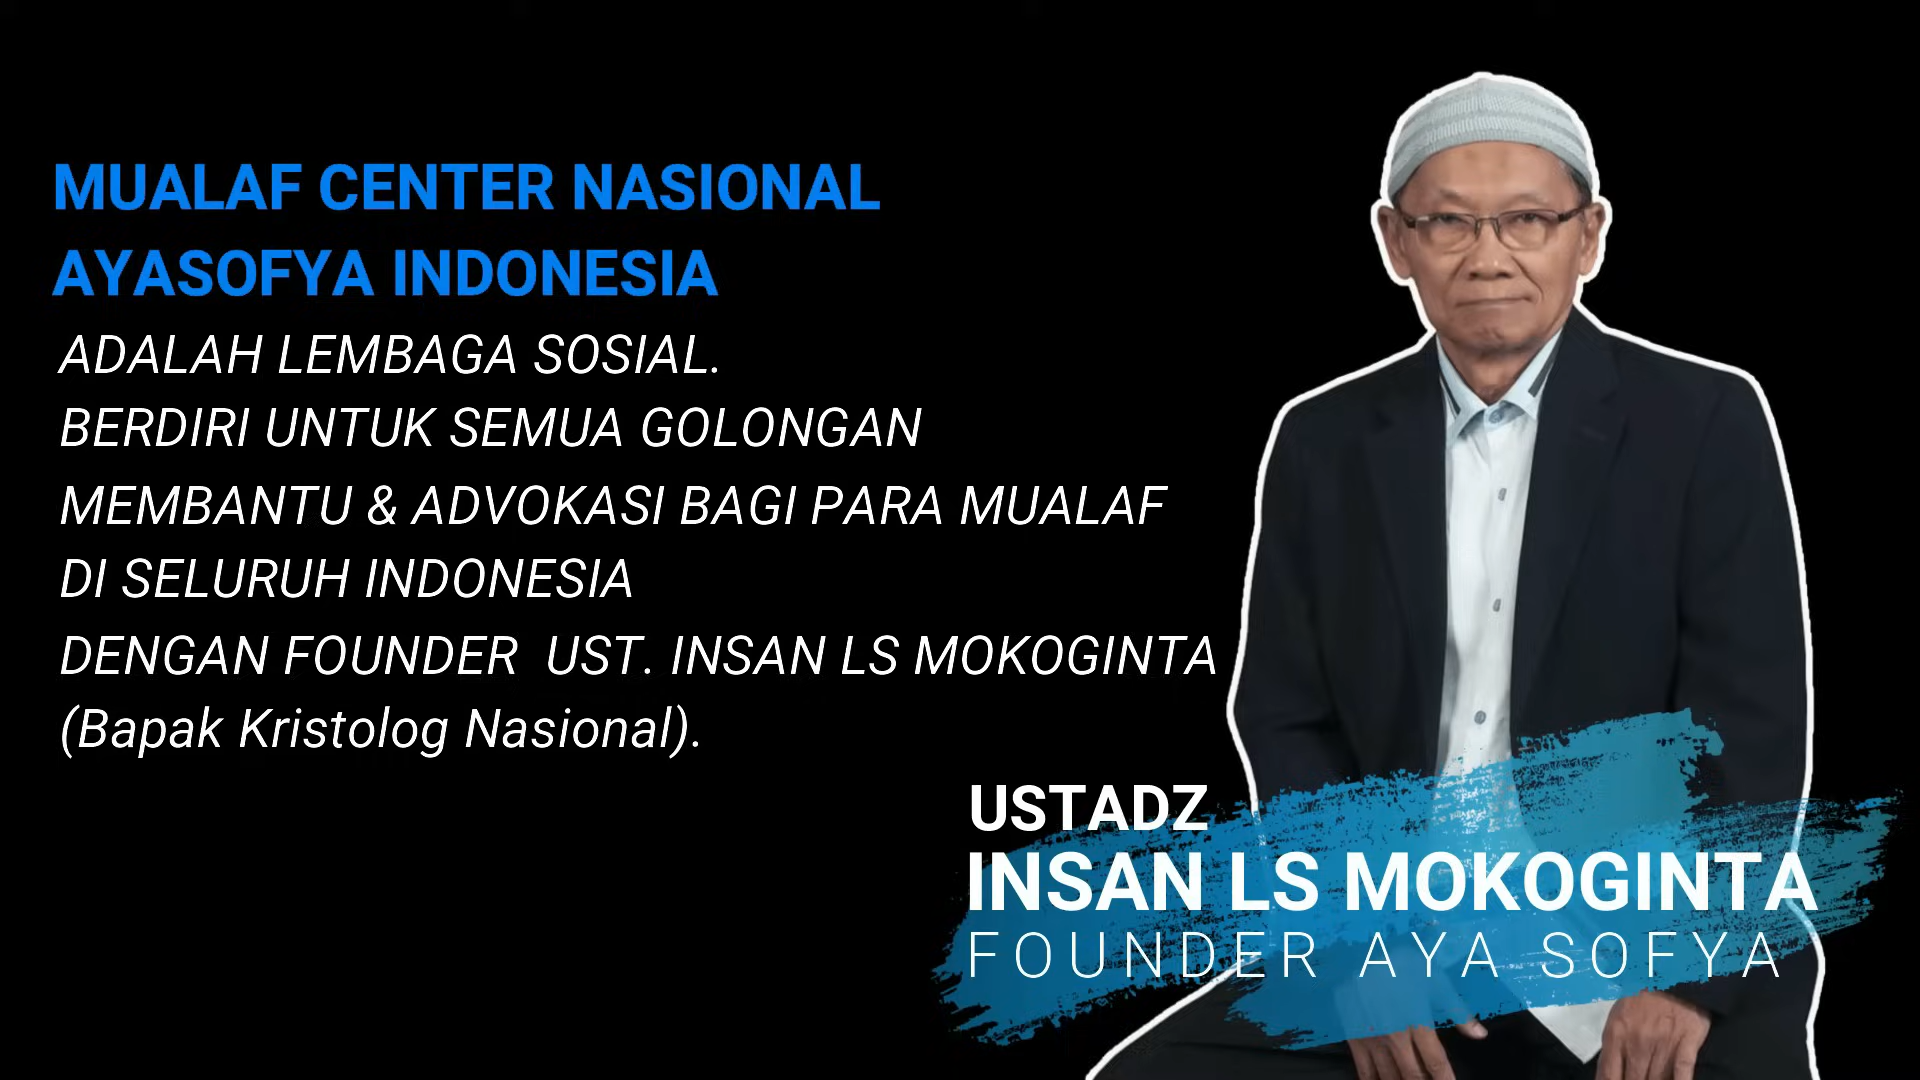 MUALAF CENTER NASIONAL
AYASOFYA INDONESIA
ADALAH LEMBAGA SOSIAL.
BERDIRI UNTUK SEMUA GOLONGAN
MEMBANTU & ADVOKASI BAGI PARA MUALAF
DI SELURUH INDONESIA
DENGAN FOUNDER UST. INSAN LS MOKOGINTA
(Bapak Kristolog Nasional).
USTADZ
INSAN LS MOKOGINTA
FOUNDER AYA SOFYA